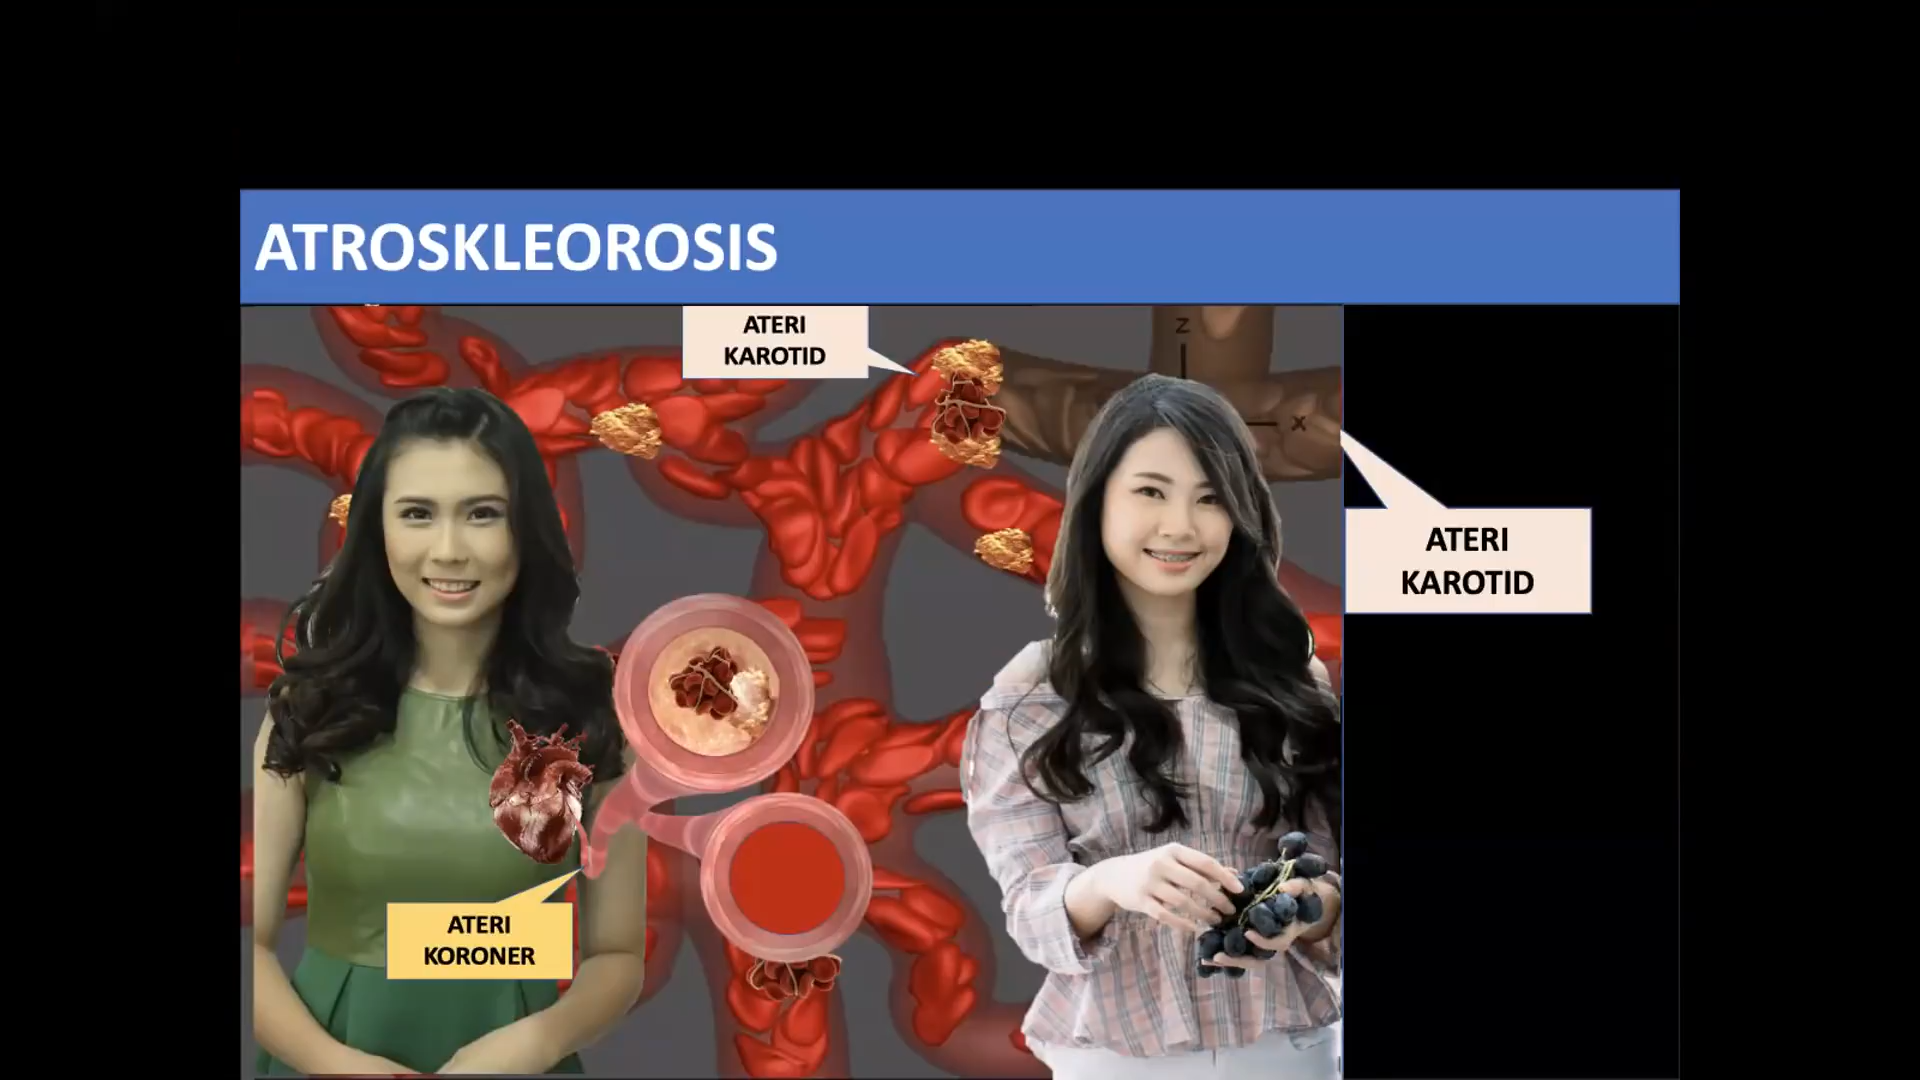 ATROSKLEOROSIS
ATERI
KAROTID
Z
X
ATERI
KAROTID
ATERI
KORONER